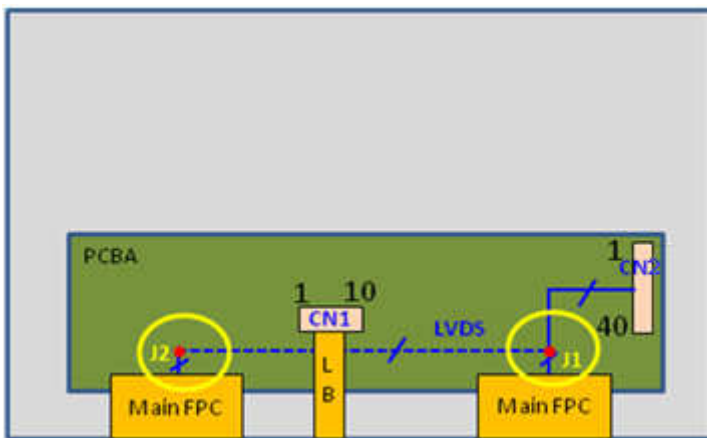 PCBA
1
CN2
1 10
CN1
40
LVDS
J2
J1
L
B
Main FPC
Main FPC